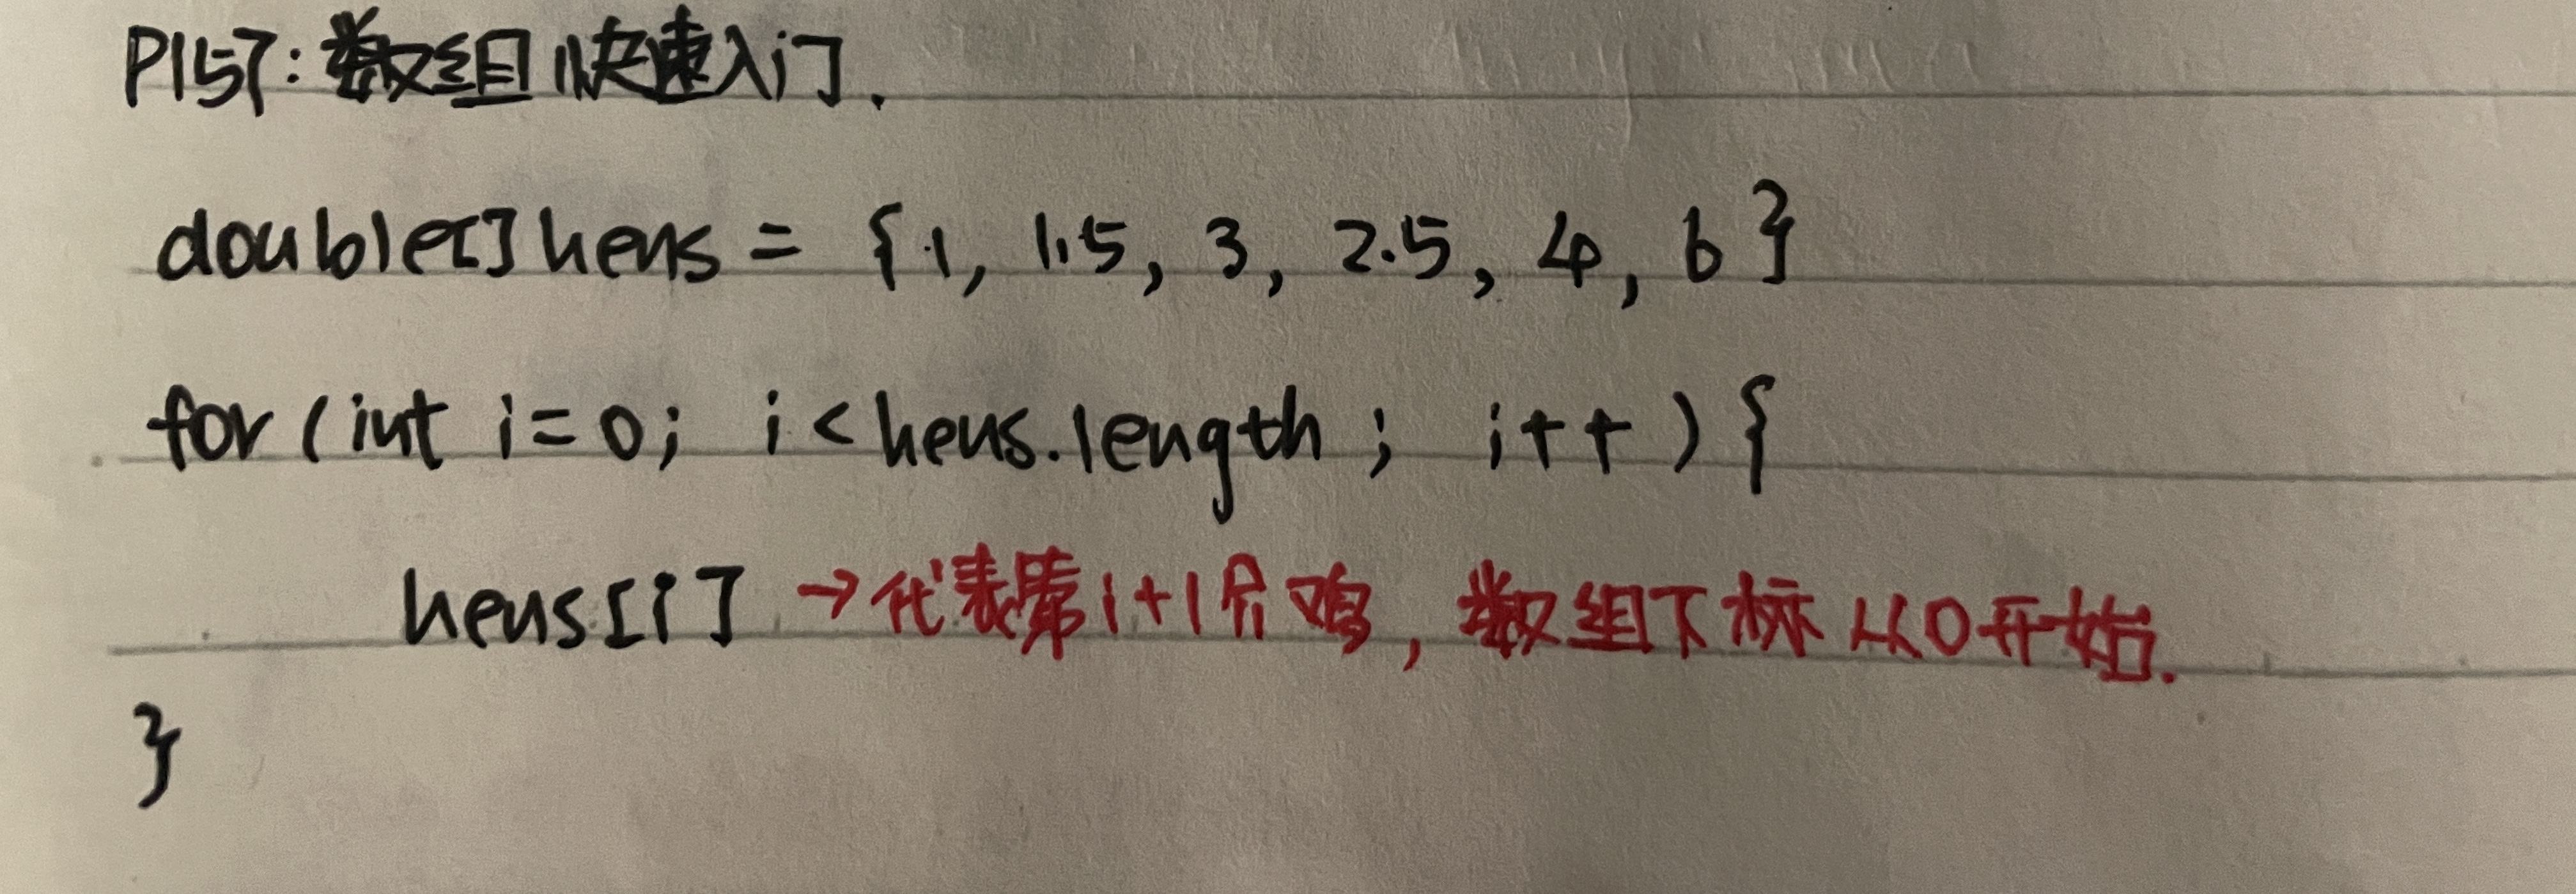 P157: 数组快速入门.
double[] hens = {1, 1.5, 3, 2.5, 4, 6}
for (int i=0; i<hens.length; i++) {
hens[i] →代表第i+1个鸡, 数组下标从0开始.
}